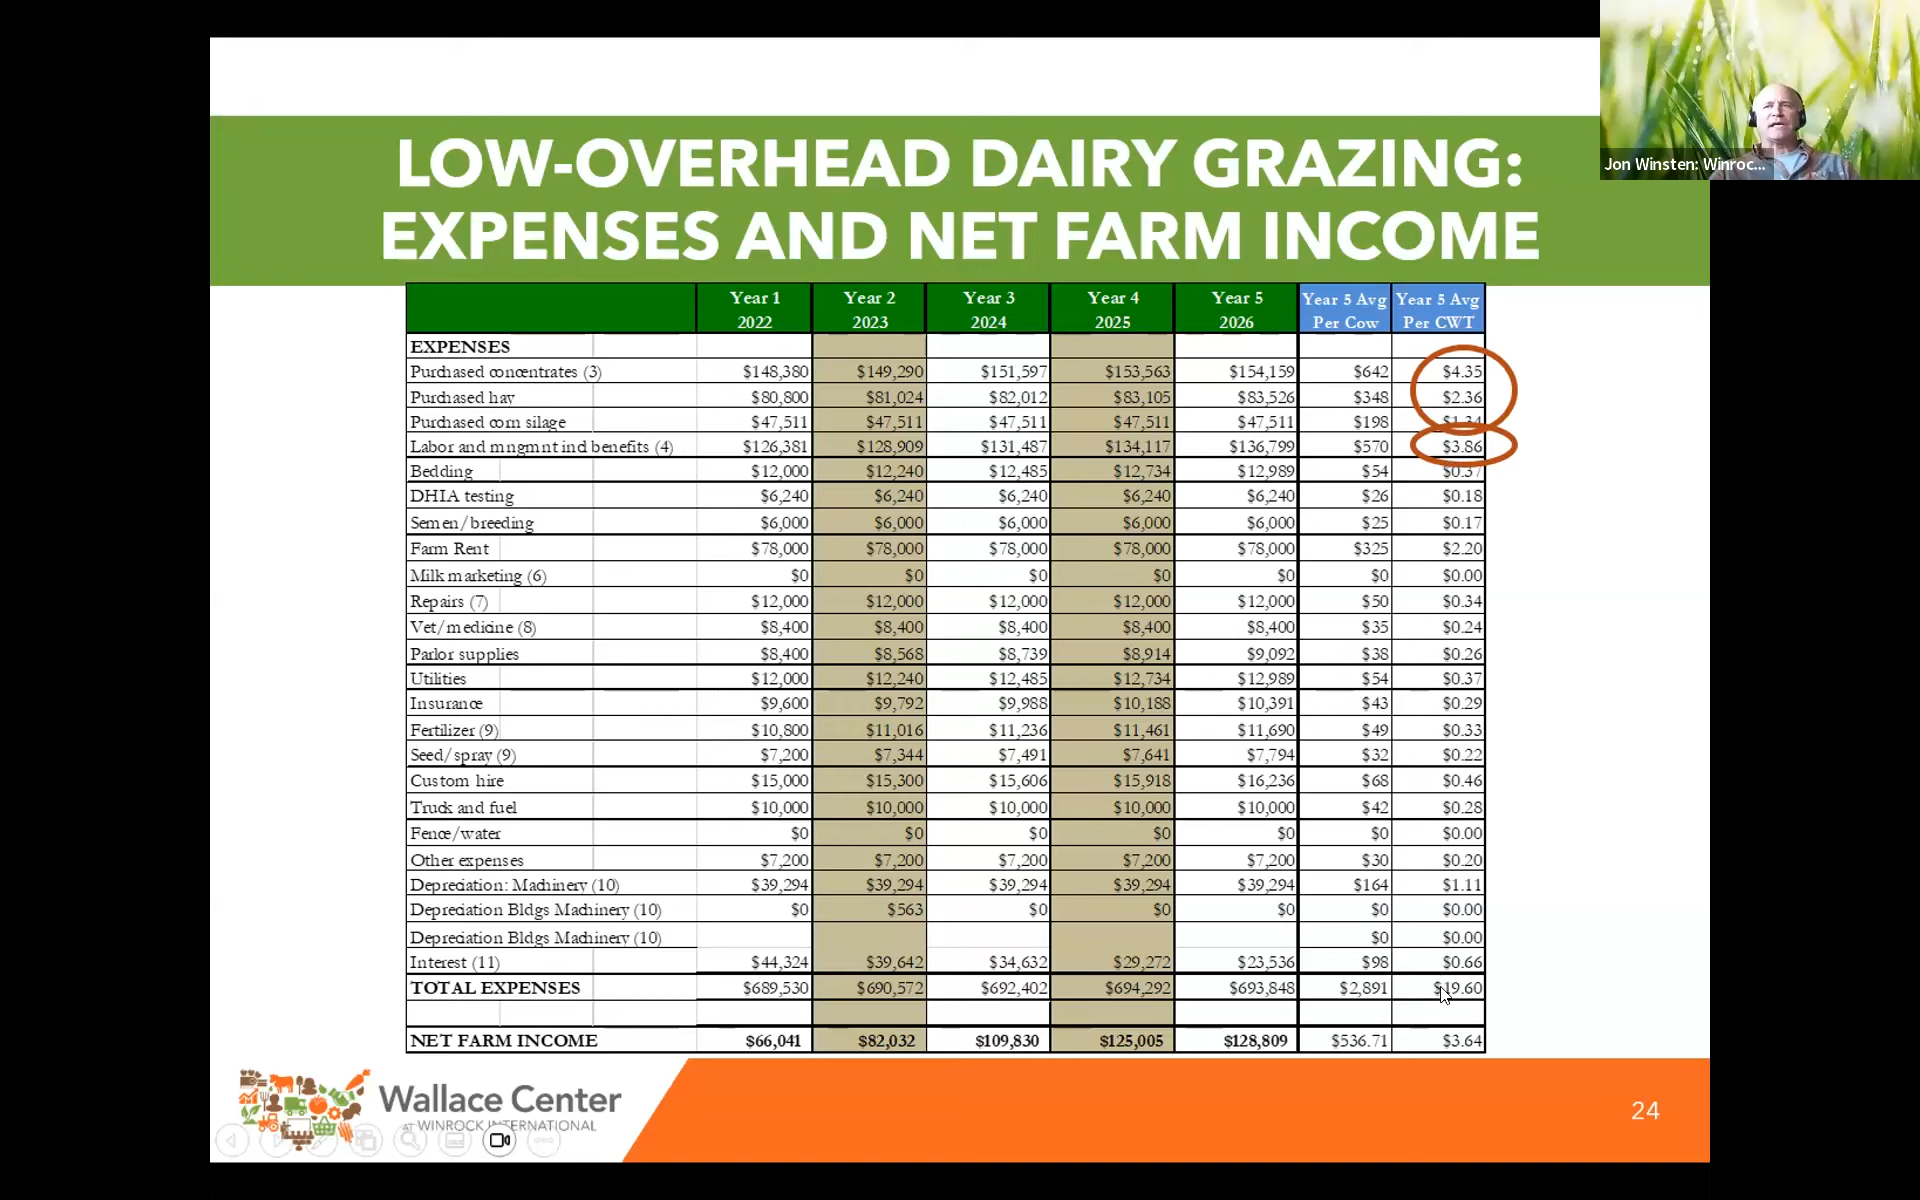 Jon Winsten: Winroc...
LOW-OVERHEAD DAIRY GRAZING:
EXPENSES AND NET FARM INCOME
Year 1 Year 2 Year 3 Year 4 Year 5 Year 5 Avg Year 5 Avg
2022 2023 2024 2025 2026 Per Cow Per CWT
EXPENSES
Purchased concentrates (3) $148,380 $149,290 $151,597 $153,563 $154,159 $642 $4.35
Purchased hay $80,800 $81,024 $82,012 $83,105 $83,526 $348 $2.36
Purchased corn silage $47,511 $47,511 $47,511 $47,511 $47,511 $198 $1.34
Labor and mngmnt ind benefits (4) $126,381 $128,909 $131,487 $134,117 $136,799 $570 $3.86
Bedding $12,000 $12,240 $12,485 $12,734 $12,989 $54 $0.37
DHIA testing $6,240 $6,240 $6,240 $6,240 $6,240 $26 $0.18
Semen/breeding $6,000 $6,000 $6,000 $6,000 $6,000 $25 $0.17
Farm Rent $78,000 $78,000 $78,000 $78,000 $78,000 $325 $2.20
Milk marketing (6) $0 $0 $0 $0 $0 $0 $0.00
Repairs (7) $12,000 $12,000 $12,000 $12,000 $12,000 $50 $0.34
Vet/medicine (8) $8,400 $8,400 $8,400 $8,400 $8,400 $35 $0.24
Parlor supplies $8,400 $8,568 $8,739 $8,914 $9,092 $38 $0.26
Utilities $12,000 $12,240 $12,485 $12,734 $12,989 $54 $0.37
Insurance $9,600 $9,792 $9,988 $10,188 $10,391 $43 $0.29
Fertilizer (9) $10,800 $11,016 $11,236 $11,461 $11,690 $49 $0.33
Seed/spray (9) $7,200 $7,344 $7,491 $7,641 $7,794 $32 $0.22
Custom hire $15,000 $15,300 $15,606 $15,918 $16,236 $68 $0.46
Truck and fuel $10,000 $10,000 $10,000 $10,000 $10,000 $42 $0.28
Fence/water $0 $0 $0 $0 $0 $0 $0.00
Other expenses $7,200 $7,200 $7,200 $7,200 $7,200 $30 $0.20
Depreciation: Machinery (10) $39,294 $39,294 $39,294 $39,294 $39,294 $164 $1.11
Depreciation Bldgs Machinery (10) $0 $563 $0 $0 $0 $0 $0.00
Depreciation Bldgs Machinery (10) $0 $0.00
Interest (11) $44,324 $39,642 $34,632 $29,272 $23,536 $98 $0.66
TOTAL EXPENSES $689,530 $690,572 $692,402 $694,292 $693,848 $2,891 $19.60
NET FARM INCOME $66,041 $82,032 $109,830 $125,005 $128,809 $536.71 $3.64
Wallace Center
AT WINROCK INTERNATIONAL
24